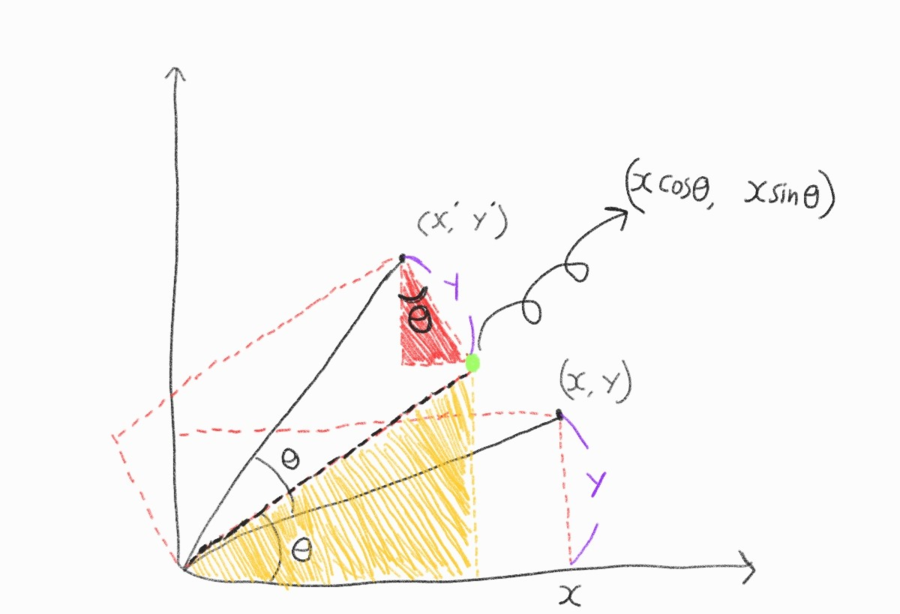 (x cosθ, x sinθ)
(x′, y′)
y
θ
(x, y)
θ
y
θ
x